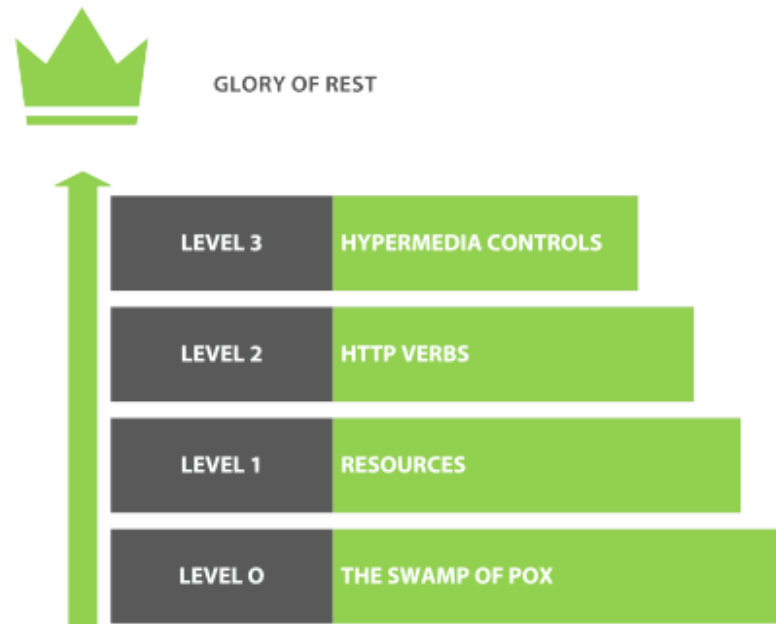 GLORY OF REST
LEVEL 3 HYPERMEDIA CONTROLS
LEVEL 2 HTTP VERBS
LEVEL 1 RESOURCES
LEVEL O THE SWAMP OF POX